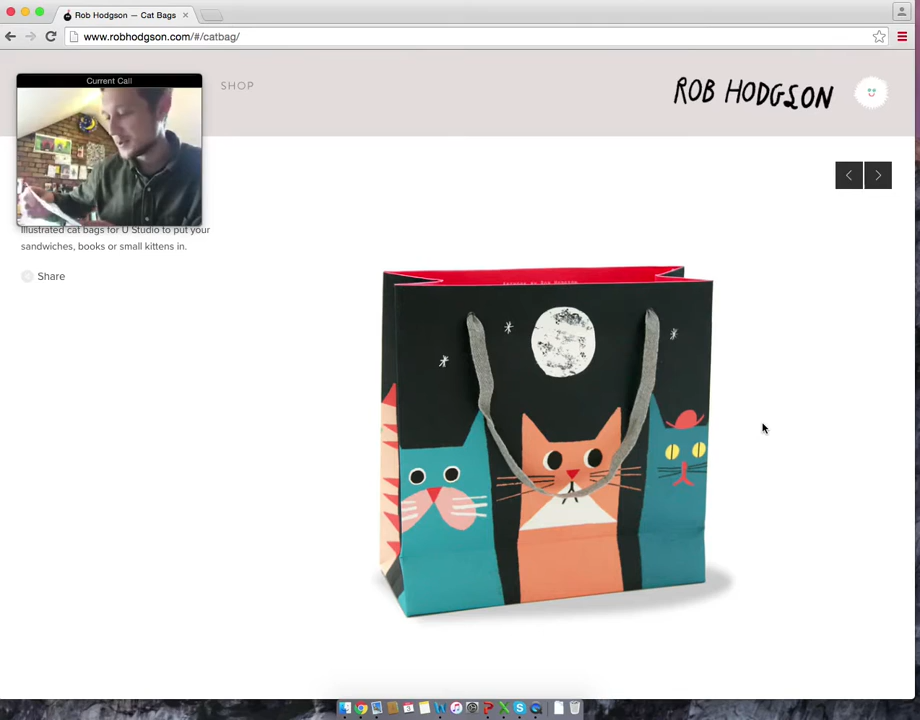 Rob Hodgson — Cat Bags
www.robhodgson.com/#/catbag/
Current Call
SHOP
ROB HODGSON
Illustrated cat bags for U Studio to put your
sandwiches, books or small kittens in.
Share